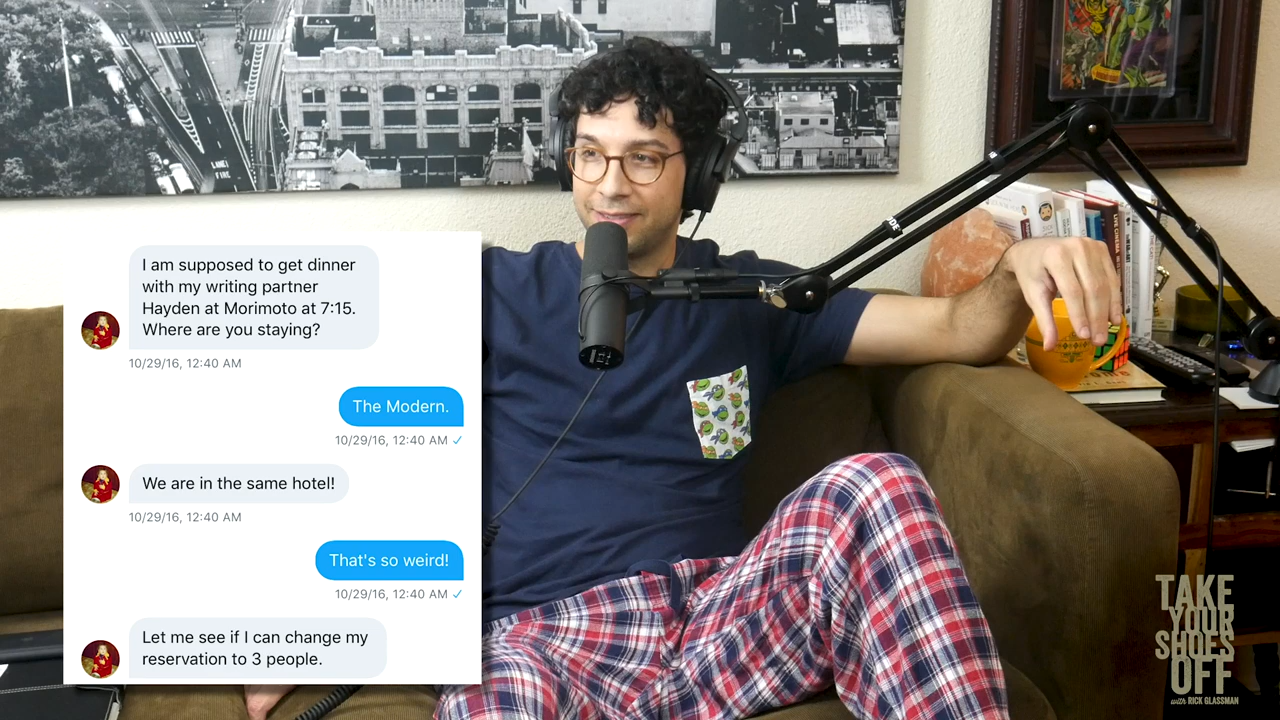 I am supposed to get dinner
with my writing partner
Hayden at Morimoto at 7:15.
Where are you staying?
10/29/16, 12:40 AM
The Modern.
10/29/16, 12:40 AM ✓
We are in the same hotel!
10/29/16, 12:40 AM
That's so weird!
10/29/16, 12:40 AM ✓
Let me see if I can change my
reservation to 3 people.
LANE
FIRE
TAKE
YOUR
SHOES
OFF
with RICK GLASSMAN